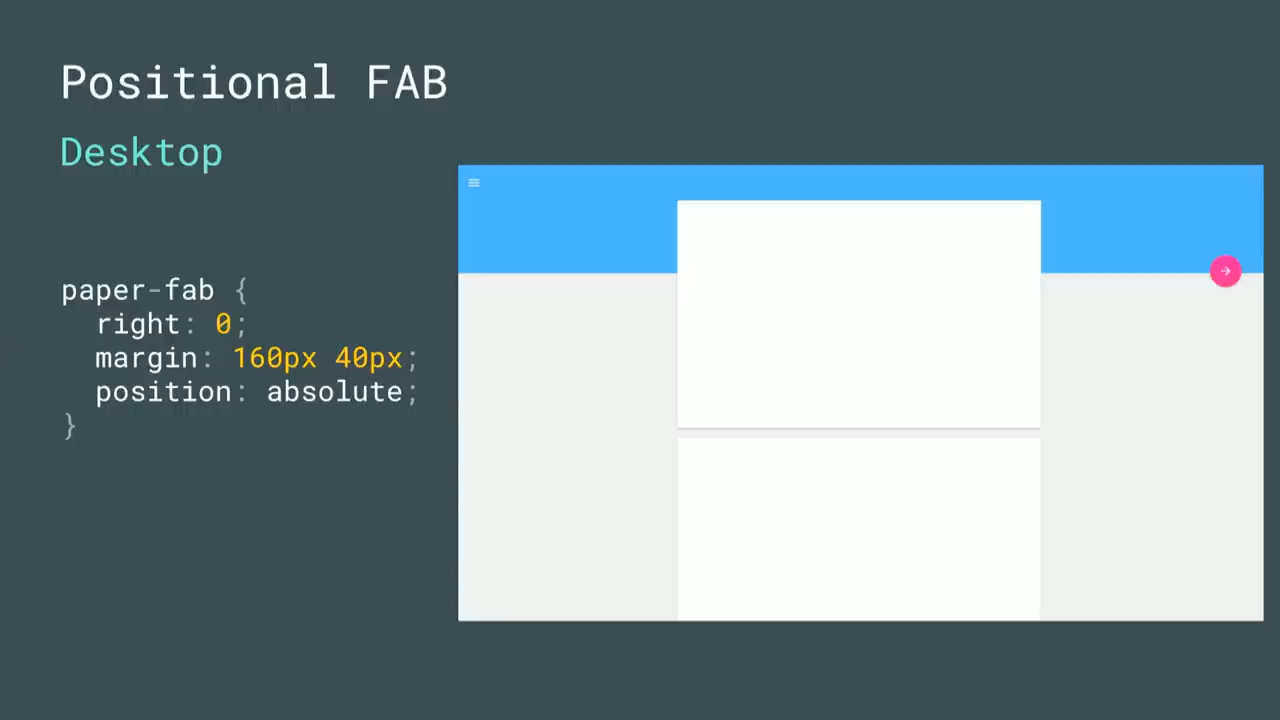 Positional FAB
Desktop
paper-fab {
right: 0;
margin: 160px 40px;
position: absolute;
}